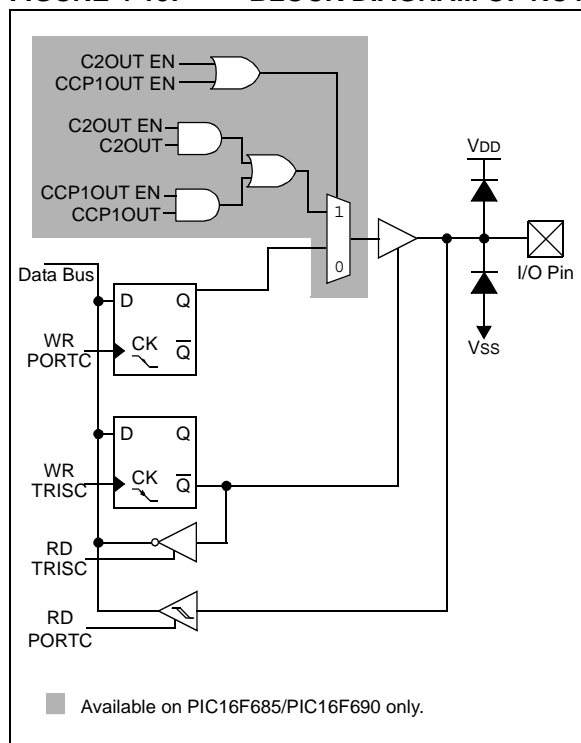 C2OUT EN
CCP1OUT EN
C2OUT EN
C2OUT
CCP1OUT EN
CCP1OUT
1
0
VDD
I/O Pin
VSS
Data Bus
D Q
WR
PORTC
CK Q
D Q
WR
TRISC
CK Q
RD
TRISC
RD
PORTC
Available on PIC16F685/PIC16F690 only.